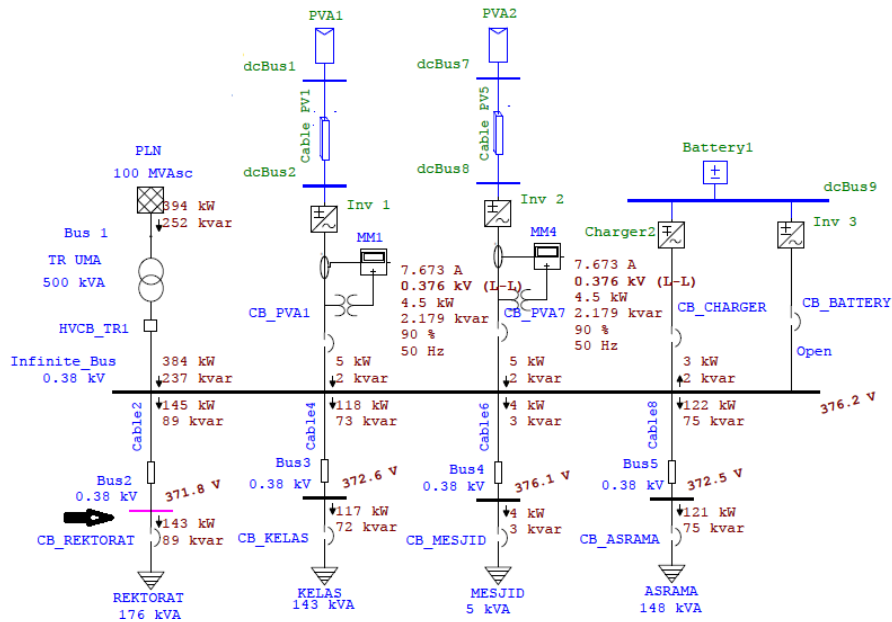 PVA1
PVA2
dcBus1
dcBus7
Cable PV1
Cable PV5
PLN
100 MVAsc
Battery1
dcBus2
dcBus8
dcBus9
394 kW
252 kvar
Inv 1
Inv 2
Charger2
Inv 3
Bus 1
MM1
MM4
TR UMA
500 kVA
7.673 A
0.376 kV (L-L)
4.5 kW
2.179 kvar
90 %
50 Hz
7.673 A
0.376 kV (L-L)
4.5 kW
2.179 kvar
90 %
50 Hz
CB_PVA1
CB_PVA7
CB_CHARGER
CB_BATTERY
HVCB_TR1
Open
Infinite_Bus
0.38 kV
384 kW
237 kvar
5 kW
2 kvar
5 kW
2 kvar
3 kW
2 kvar
376.2 V
Cable2
145 kW
89 kvar
Cable4
118 kW
73 kvar
Cable6
4 kW
3 kvar
Cable8
122 kW
75 kvar
Bus2
0.38 kV
371.8 V
Bus3
0.38 kV
372.6 V
Bus4
0.38 kV
376.1 V
Bus5
0.38 kV
372.5 V
143 kW
89 kvar
117 kW
72 kvar
4 kW
3 kvar
121 kW
75 kvar
CB_REKTORAT
CB_KELAS
CB_MESJID
CB_ASRAMA
REKTORAT
176 kVA
KELAS
143 kVA
MESJID
5 kVA
ASRAMA
148 kVA